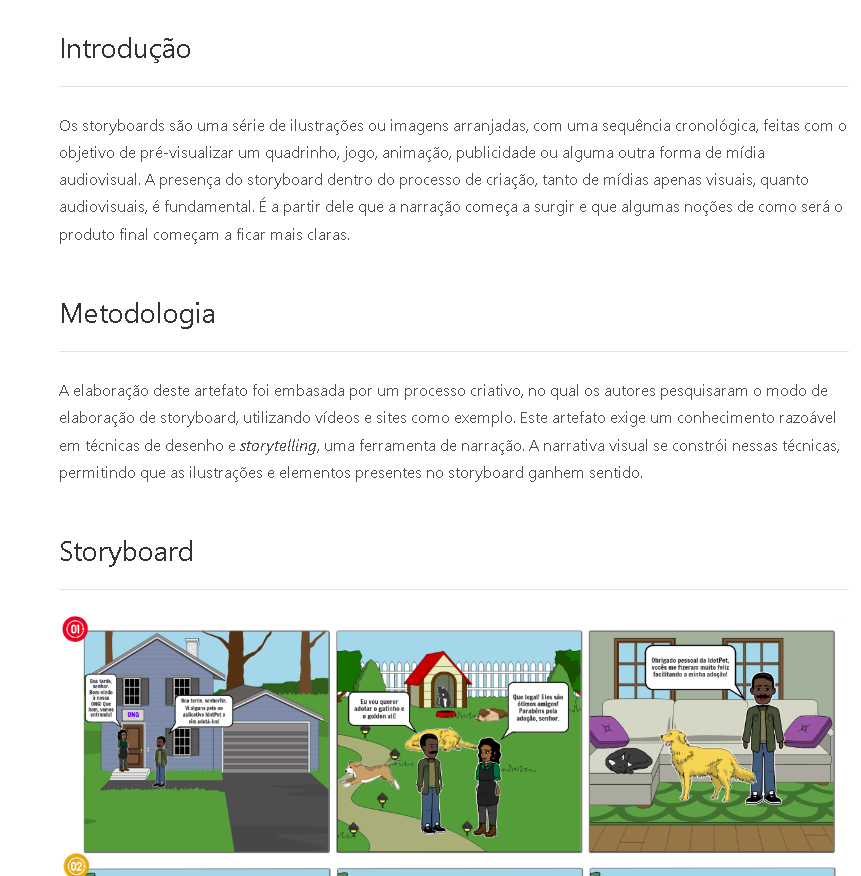 Introdução
Os storyboards são uma série de ilustrações ou imagens arranjadas, com uma sequência cronológica, feitas com o
objetivo de pré-visualizar um quadrinho, jogo, animação, publicidade ou alguma outra forma de mídia
audiovisual. A presença do storyboard dentro do processo de criação, tanto de mídias apenas visuais, quanto
audiovisuais, é fundamental. É a partir dele que a narração começa a surgir e que algumas noções de como será o
produto final começam a ficar mais claras.
Metodologia
A elaboração deste artefato foi embasada por um processo criativo, no qual os autores pesquisaram o modo de
elaboração de storyboard, utilizando vídeos e sites como exemplo. Este artefato exige um conhecimento razoável
em técnicas de desenho e storytelling, uma ferramenta de narração. A narrativa visual se constrói nessas técnicas,
permitindo que as ilustrações e elementos presentes no storyboard ganhem sentido.
Storyboard
01
Boa tarde,
senhor.
Bem-vindo
à nossa
ONG! Que
bom, vamos
entrando!
ONG
Boa tarde, senhorita.
Vi alguns pets no
aplicativo IdotPet e
vim adotá-los!
Eu vou querer
adotar o gatinho e
o golden ali!
Que legal! Eles são
ótimos amigos!
Parabéns pela
adoção, senhor.
Obrigado pessoal da IdotPet,
vocês me fizeram muito feliz
facilitando a minha adoção!
02